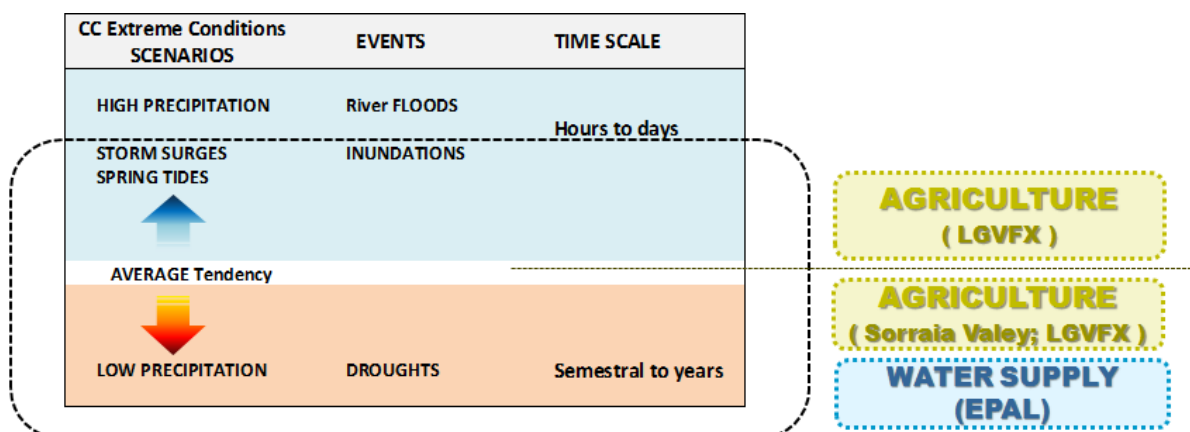 CC Extreme Conditions
SCENARIOS
EVENTS
TIME SCALE
HIGH PRECIPITATION
River FLOODS
Hours to days
STORM SURGES
SPRING TIDES
INUNDATIONS
AVERAGE Tendency
LOW PRECIPITATION
DROUGHTS
Semestral to years
AGRICULTURE
( LGVFX )
AGRICULTURE
( Sorraia Valey; LGVFX )
WATER SUPPLY
(EPAL)